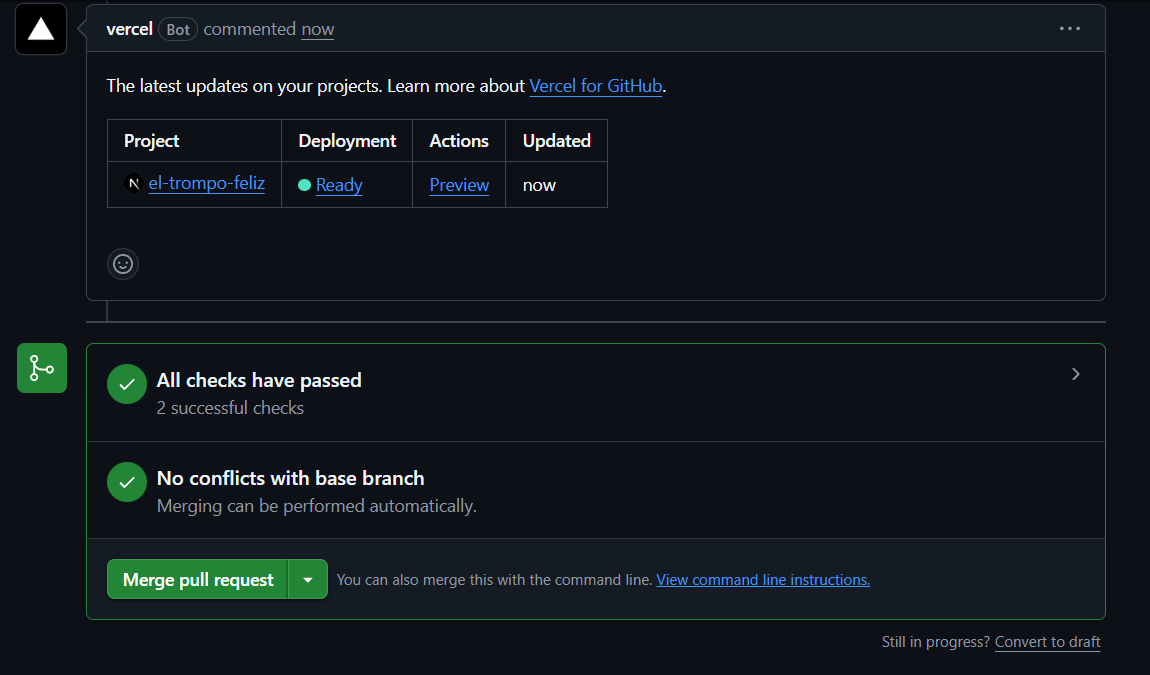 vercel Bot commented now
The latest updates on your projects. Learn more about Vercel for GitHub.
Project Deployment Actions Updated
N el-trompo-feliz Ready Preview now
All checks have passed
2 successful checks
No conflicts with base branch
Merging can be performed automatically.
Merge pull request You can also merge this with the command line. View command line instructions.
Still in progress? Convert to draft